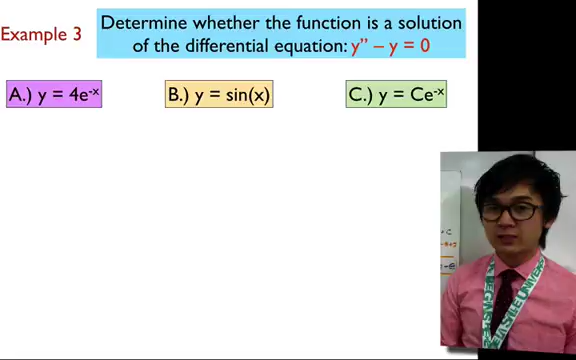 Example 3
Determine whether the function is a solution
of the differential equation: y” – y = 0
A.) y = 4e⁻ˣ
B.) y = sin(x)
C.) y = Ce⁻ˣ